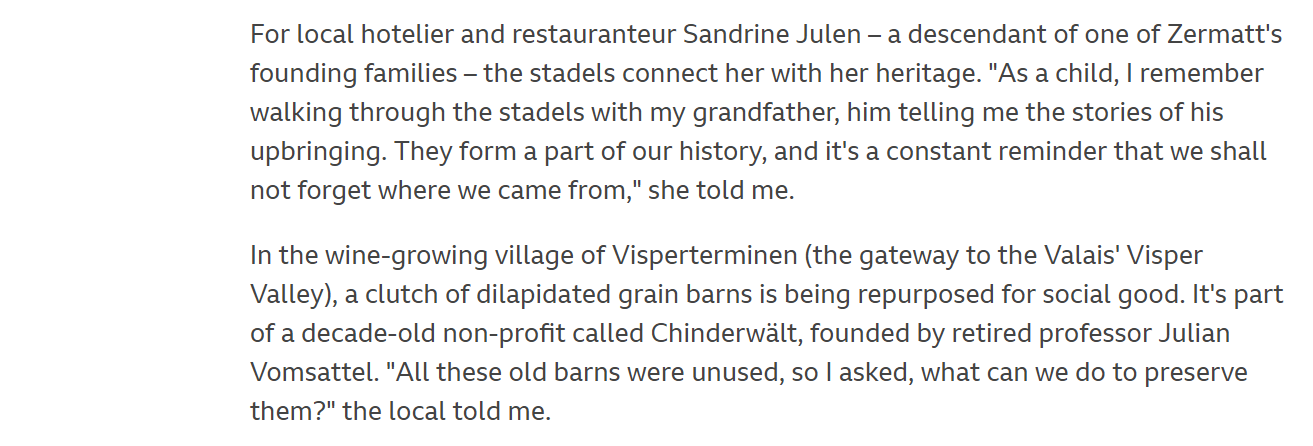 For local hotelier and restauranteur Sandrine Julen – a descendant of one of Zermatt's
founding families – the stadels connect her with her heritage. "As a child, I remember
walking through the stadels with my grandfather, him telling me the stories of his
upbringing. They form a part of our history, and it's a constant reminder that we shall
not forget where we came from," she told me.
In the wine-growing village of Visperterminen (the gateway to the Valais' Visper
Valley), a clutch of dilapidated grain barns is being repurposed for social good. It's part
of a decade-old non-profit called Chinderwält, founded by retired professor Julian
Vomsattel. "All these old barns were unused, so I asked, what can we do to preserve
them?" the local told me.